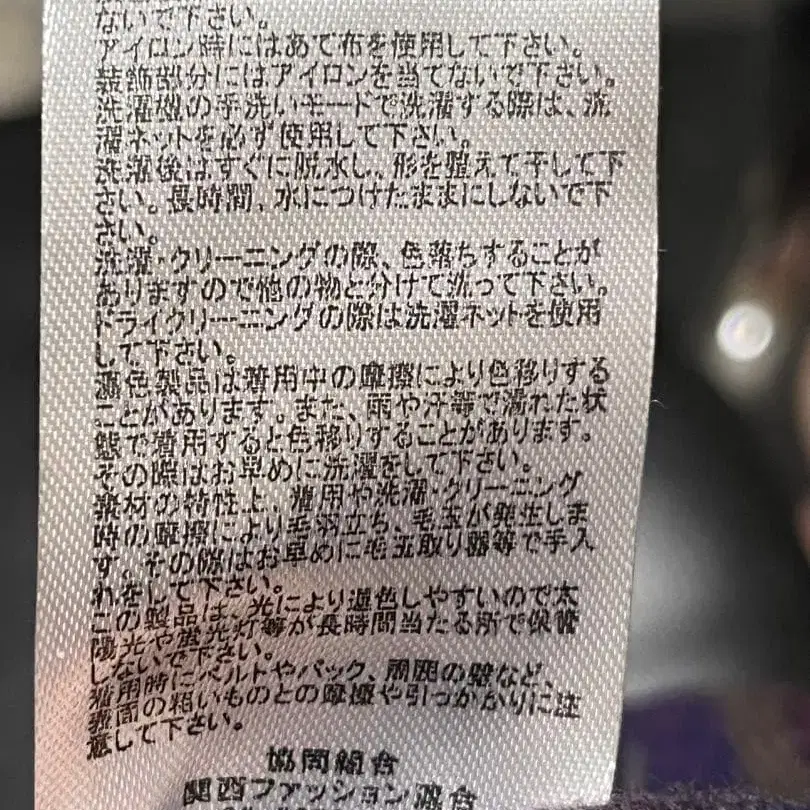 ないで下さい。
アイロン時にはあて布を使用して下さい。
装飾部分にはアイロンを当てないで下さい。
洗濯機の手洗いモードで洗濯する際は、洗
濯ネットを必ず使用して下さい。
洗濯後はすぐに脱水し、形を整えて干して下
さい。長時間、水につけたままにしないで下
さい。
洗濯・クリーニングの際、色落ちすることが
ありますので他の物と分けて洗って下さい。
ドライクリーニングの際は洗濯ネットを使用
して下さい。
濃色製品は着用中の摩擦により色移りする
ことがあります。また、雨や汗等で濡れた状
態で着用すると色移りすることがあります。
その際はお早めに洗濯をして下さい。
素材の特性上、着用や洗濯・クリーニング
時の摩擦により毛羽立ち、毛玉が発生しま
す。その際はお早めに毛玉取り器等で手入
れをして下さい。
この製品は、光により退色しやすいので太
陽光や蛍光灯等が長時間当たる所で保管
しないで下さい。
着用時にベルトやバック、周囲の壁など、
表面の粗いものとの摩擦や引っかかりに注
意して下さい。
協同組合
関西ファッション連合